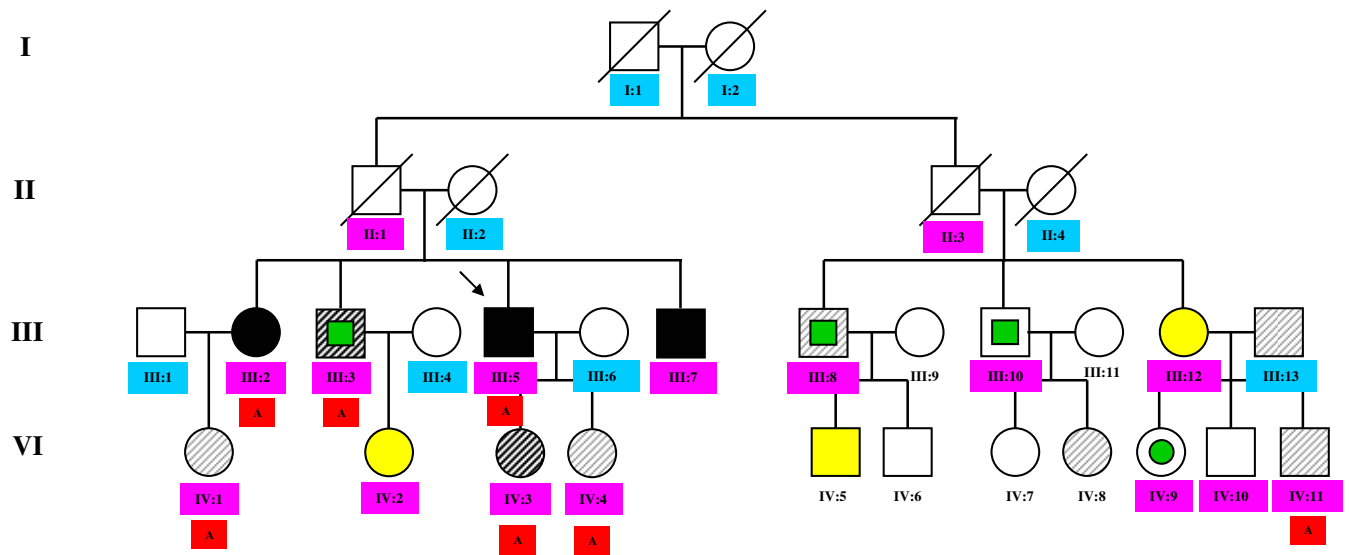 I
I:1 I:2
II
II:1 II:2 II:3 II:4
III
III:1 III:2 III:3 III:4 III:5 III:6 III:7 III:8 III:9 III:10 III:11 III:12 III:13
A A A
VI
IV:1 IV:2 IV:3 IV:4 IV:5 IV:6 IV:7 IV:8 IV:9 IV:10 IV:11
A A A A